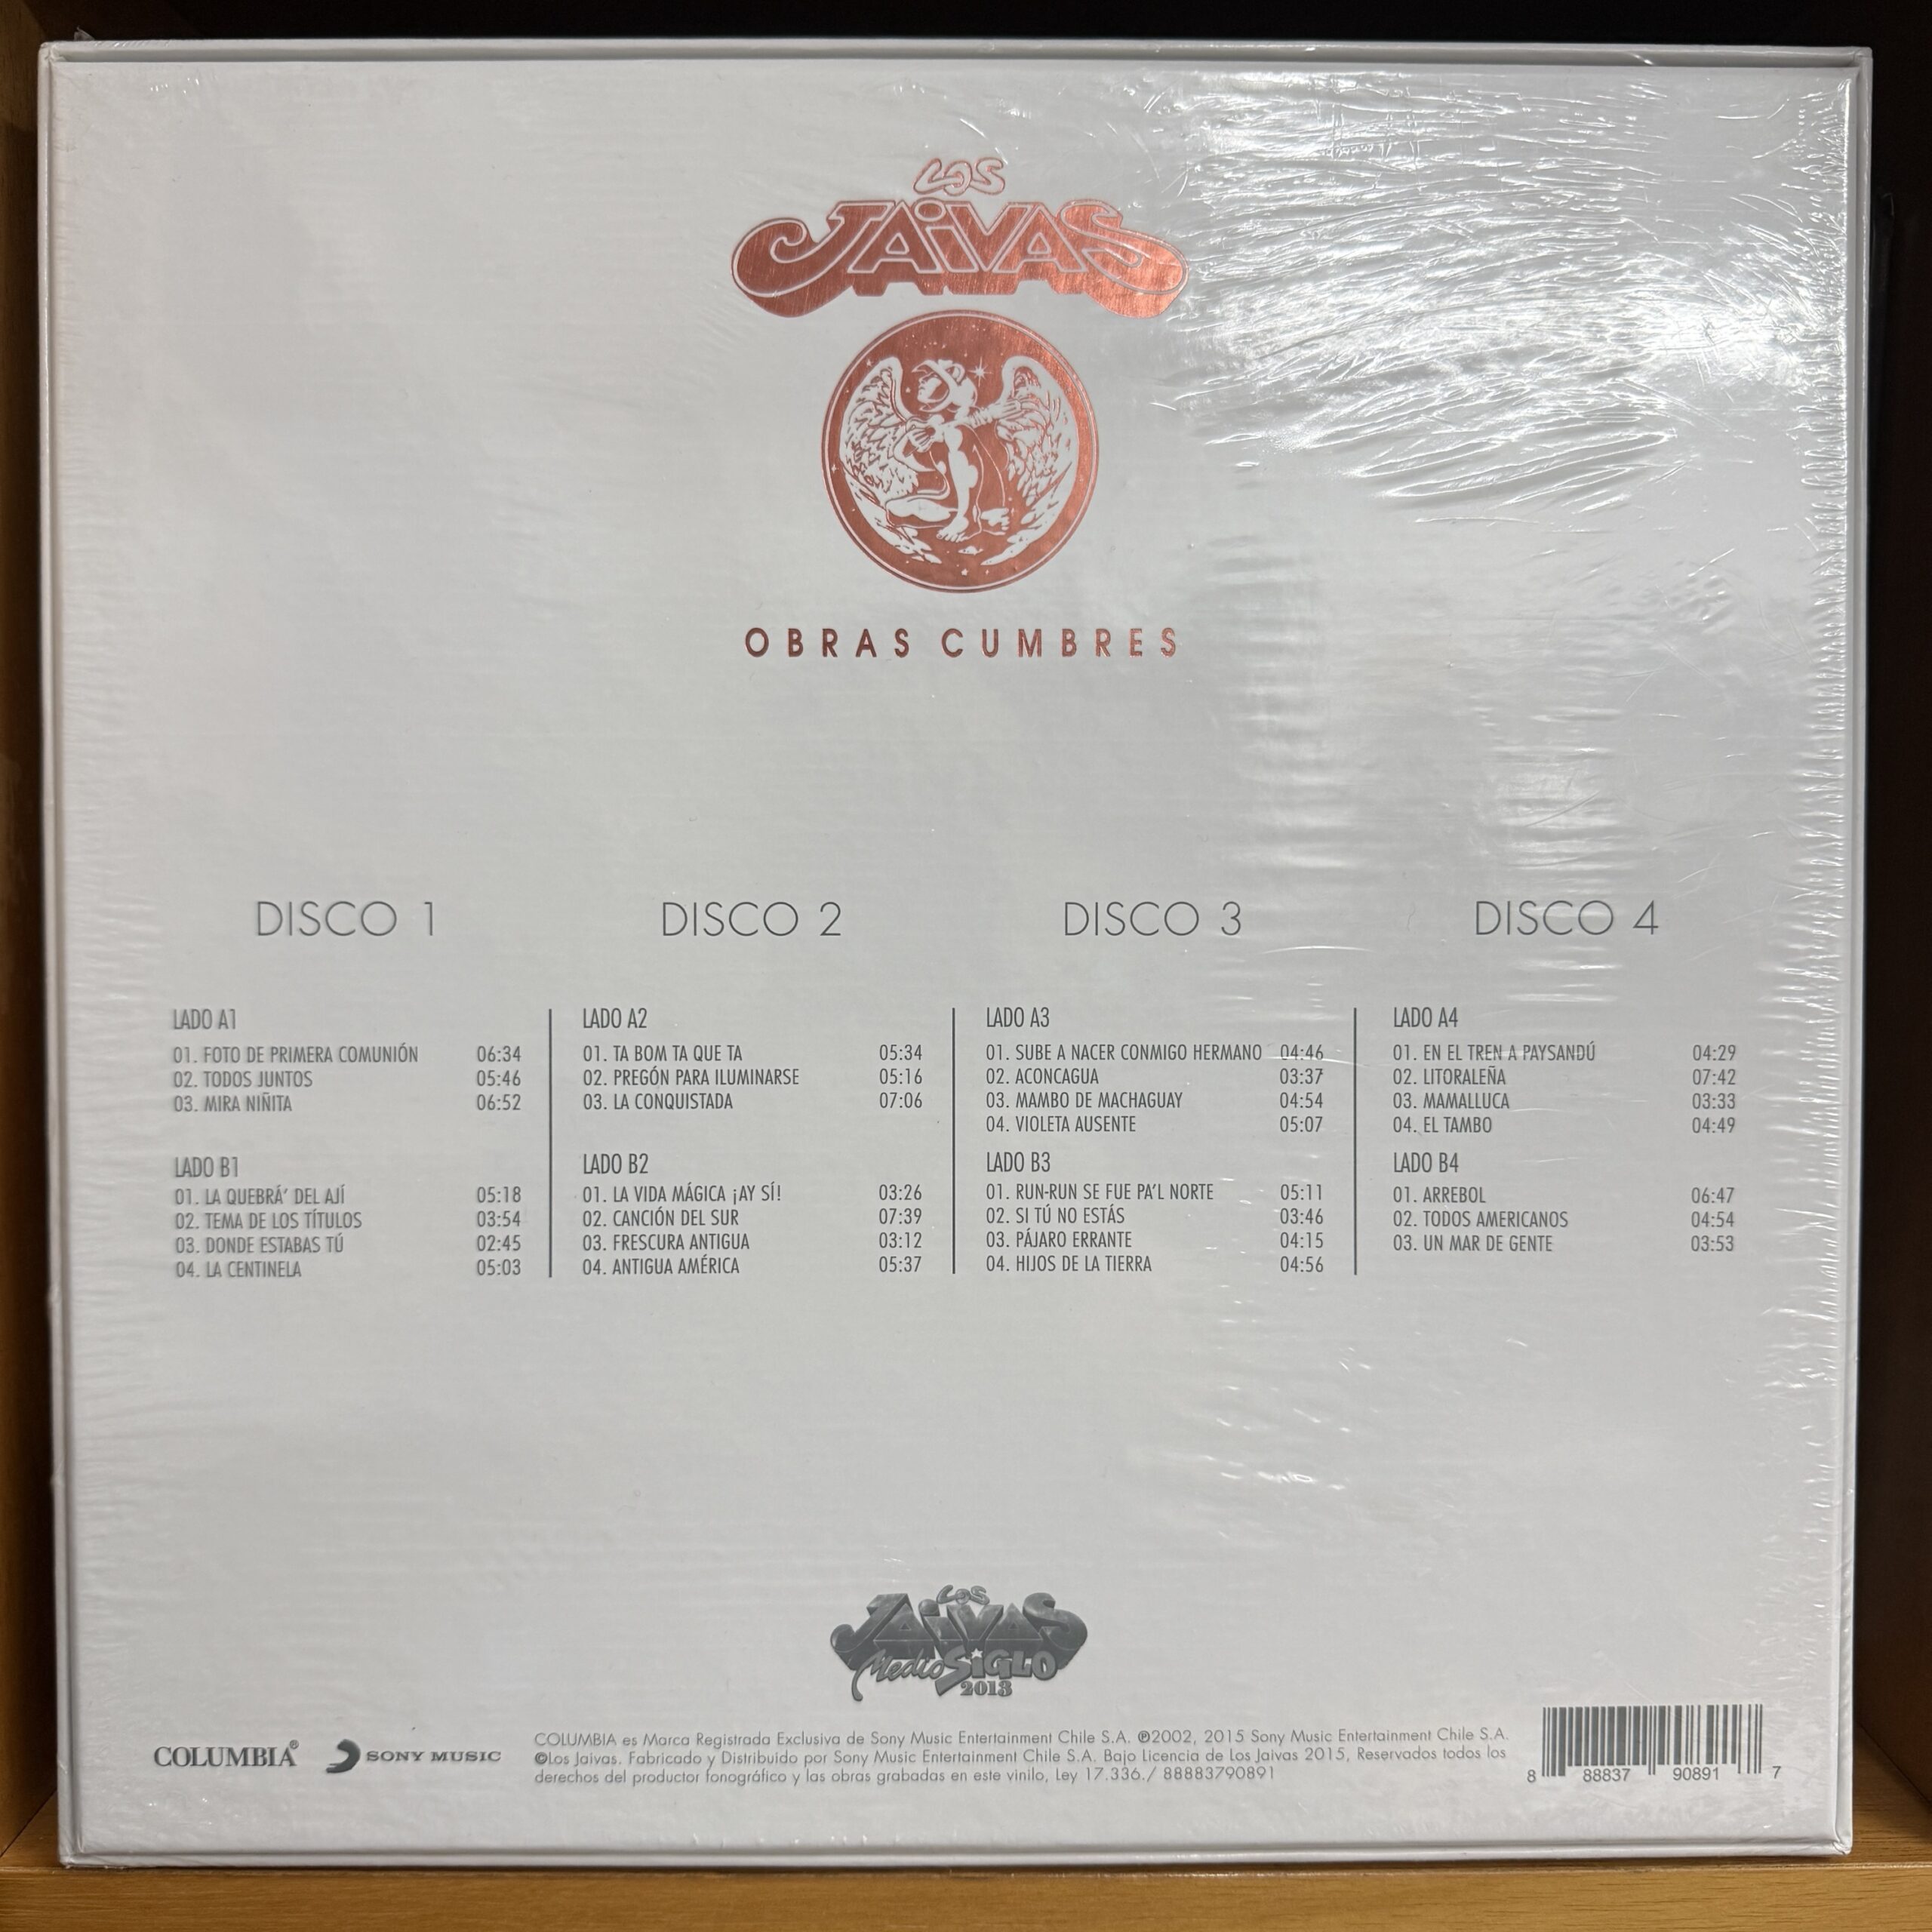 LOS
JAIVAS
OBRAS CUMBRES
DISCO 1
LADO A1
01. FOTO DE PRIMERA COMUNIÓN 06:34
02. TODOS JUNTOS 05:46
03. MIRA NIÑITA 06:52
LADO B1
01. LA QUEBRÁ' DEL AJÍ 05:18
02. TEMA DE LOS TÍTULOS 03:54
03. DONDE ESTABAS TÚ 02:45
04. LA CENTINELA 05:03
DISCO 2
LADO A2
01. TA BOM TA QUE TA 05:34
02. PREGÓN PARA ILUMINARSE 05:16
03. LA CONQUISTADA 07:06
LADO B2
01. LA VIDA MÁGICA ¡AY SÍ! 03:26
02. CANCIÓN DEL SUR 07:39
03. FRESCURA ANTIGUA 03:12
04. ANTIGUA AMÉRICA 05:37
DISCO 3
LADO A3
01. SUBE A NACER CONMIGO HERMANO 04:46
02. ACONCAGUA 03:37
03. MAMBO DE MACHAGUAY 04:54
04. VIOLETA AUSENTE 05:07
LADO B3
01. RUN-RUN SE FUE PA'L NORTE 05:11
02. SI TÚ NO ESTÁS 03:46
03. PÁJARO ERRANTE 04:15
04. HIJOS DE LA TIERRA 04:56
DISCO 4
LADO A4
01. EN EL TREN A PAYSANDÚ 04:29
02. LITORALEÑA 07:42
03. MAMALLUCA 03:33
04. EL TAMBO 04:49
LADO B4
01. ARREBOL 06:47
02. TODOS AMERICANOS 04:54
03. UN MAR DE GENTE 03:53
LOS
JAIVAS
Medio SIGLO
2013
COLUMBIA®
SONY MUSIC
COLUMBIA es Marca Registrada Exclusiva de Sony Music Entertainment Chile S.A. ℗2002, 2015 Sony Music Entertainment Chile S.A.
©Los Jaivas. Fabricado y Distribuido por Sony Music Entertainment Chile S.A. Bajo Licencia de Los Jaivas 2015, Reservados todos los
derechos del productor fonográfico y las obras grabadas en este vinilo, Ley 17.336./ 88883790891
8 88837 90891 7